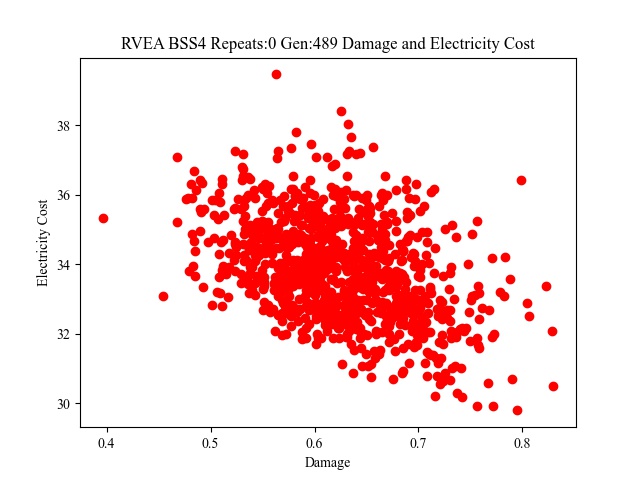 RVEA BSS4 Repeats:0 Gen:489 Damage and Electricity Cost
38
36
34
32
30
Electricity Cost
0.4 0.5 0.6 0.7 0.8
Damage